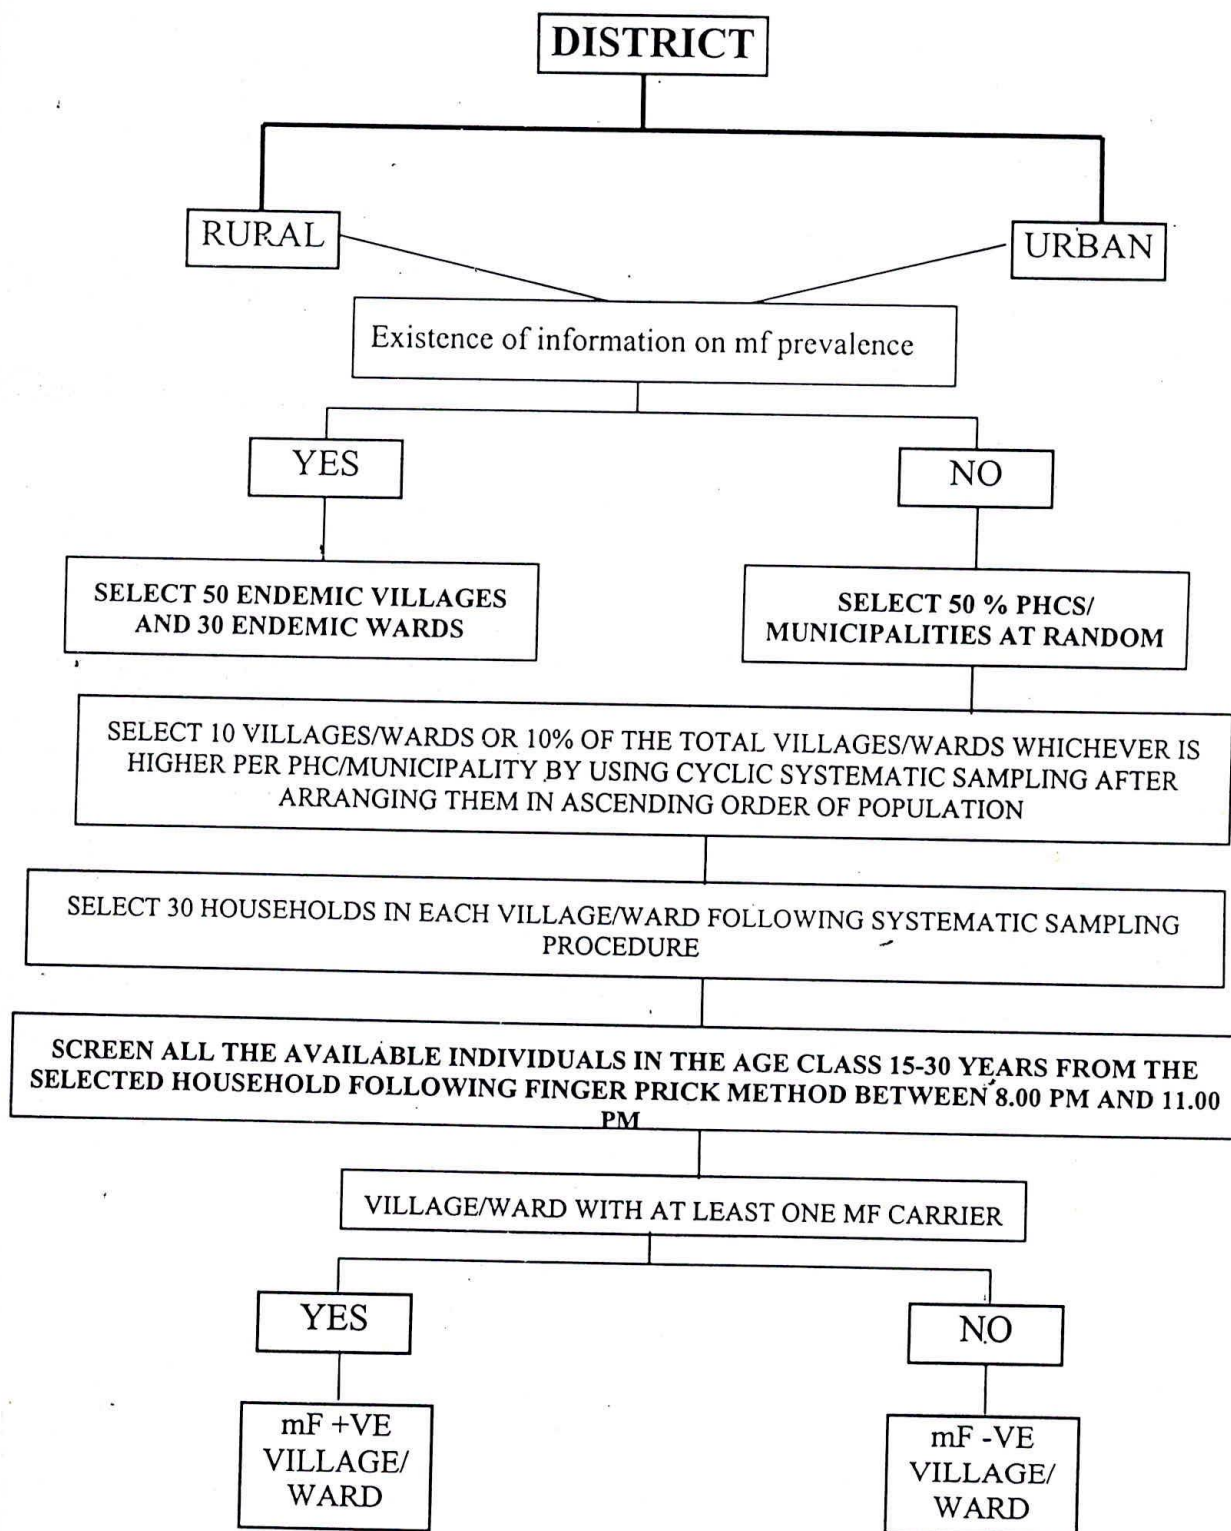 DISTRICT
RURAL
URBAN
Existence of information on mf prevalence
YES
NO
SELECT 50 ENDEMIC VILLAGES
AND 30 ENDEMIC WARDS
SELECT 50 % PHCS/
MUNICIPALITIES AT RANDOM
SELECT 10 VILLAGES/WARDS OR 10% OF THE TOTAL VILLAGES/WARDS WHICHEVER IS
HIGHER PER PHC/MUNICIPALITY BY USING CYCLIC SYSTEMATIC SAMPLING AFTER
ARRANGING THEM IN ASCENDING ORDER OF POPULATION
SELECT 30 HOUSEHOLDS IN EACH VILLAGE/WARD FOLLOWING SYSTEMATIC SAMPLING
PROCEDURE
SCREEN ALL THE AVAILABLE INDIVIDUALS IN THE AGE CLASS 15-30 YEARS FROM THE
SELECTED HOUSEHOLD FOLLOWING FINGER PRICK METHOD BETWEEN 8.00 PM AND 11.00
PM
VILLAGE/WARD WITH AT LEAST ONE MF CARRIER
YES
NO
mF +VE
VILLAGE/
WARD
mF -VE
VILLAGE/
WARD